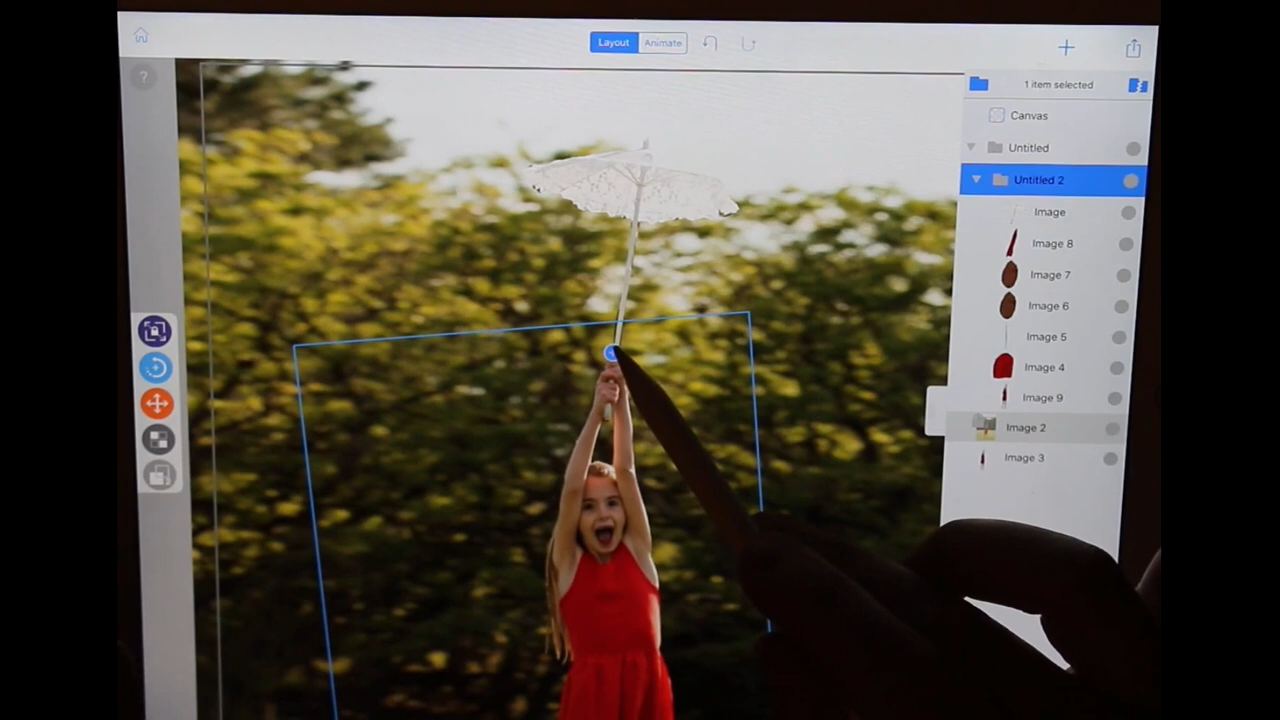 Layout Animate
?
1 item selected
Canvas
Untitled
Untitled 2
Image
Image 8
Image 7
Image 6
Image 5
Image 4
Image 9
Image 2
Image 3